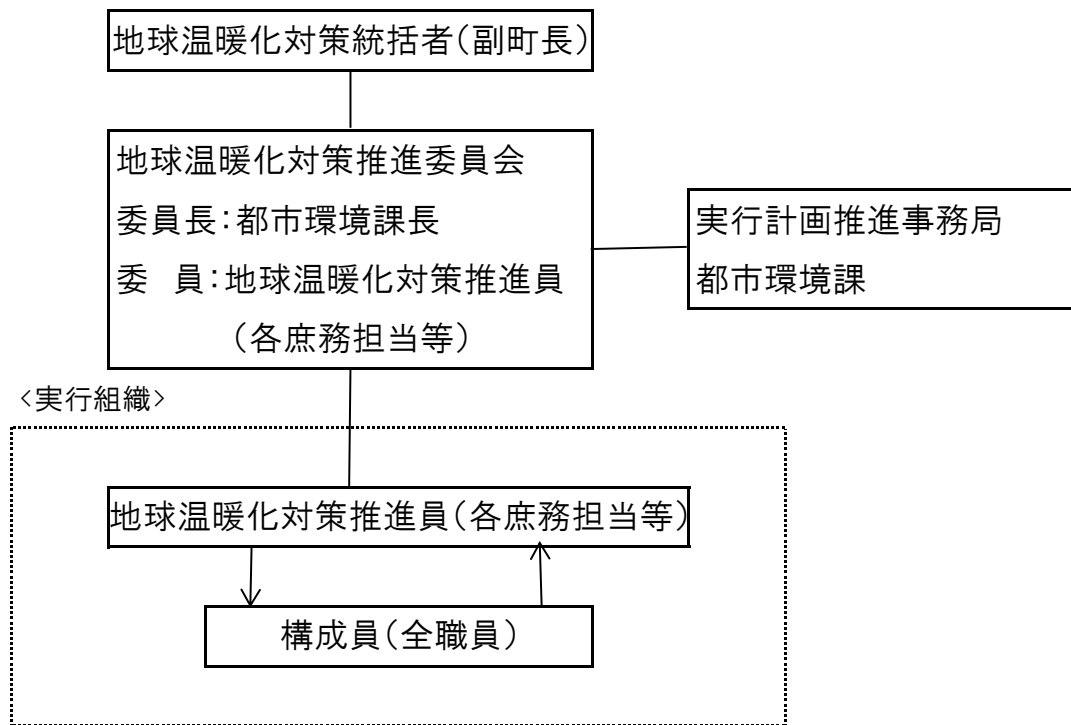 地球温暖化対策統括者(副町長)
地球温暖化対策推進委員会
委員長:都市環境課長
委　員:地球温暖化対策推進員
(各庶務担当等)
実行計画推進事務局
都市環境課
<実行組織>
地球温暖化対策推進員(各庶務担当等)
構成員(全職員)